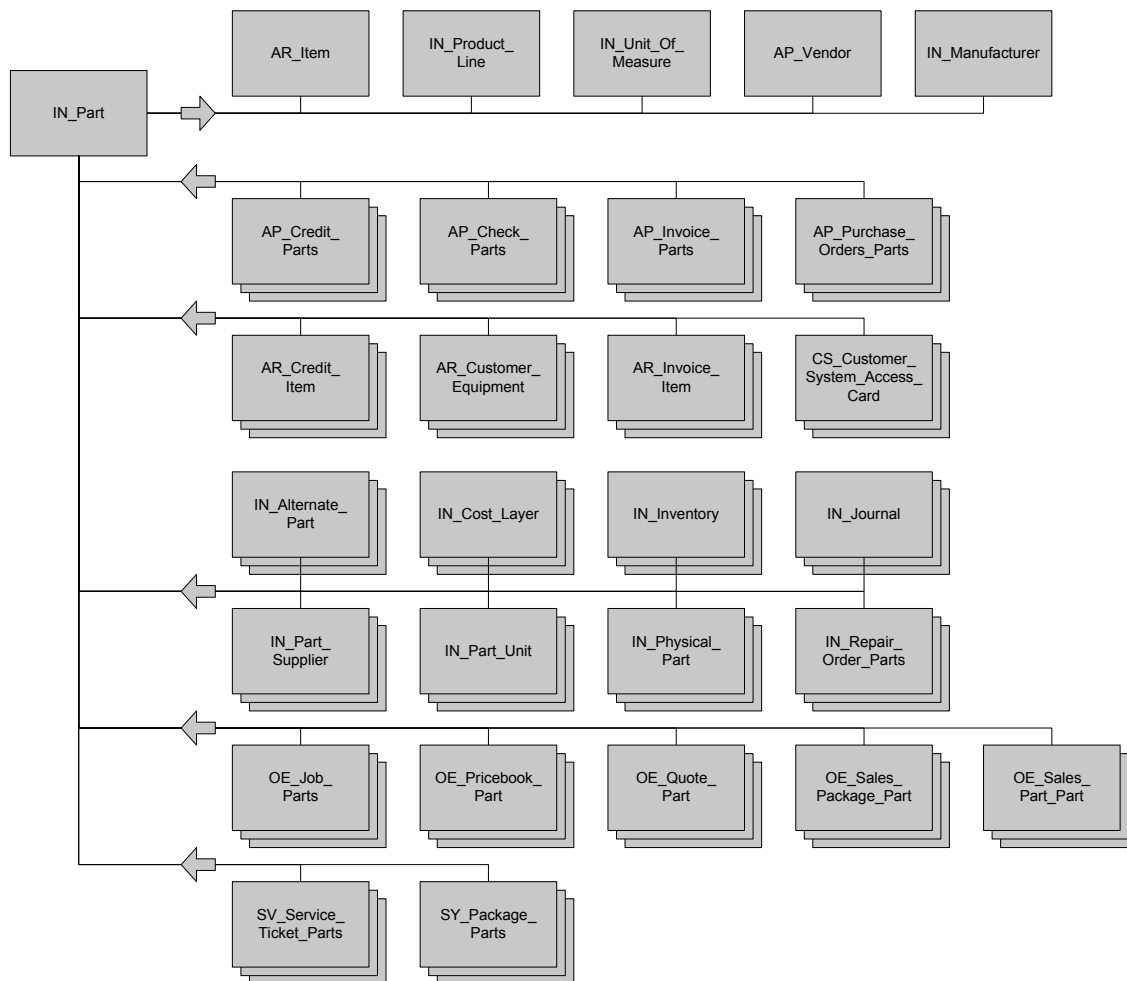 AR_Item
IN_Product_
Line
IN_Unit_Of_
Measure
AP_Vendor
IN_Manufacturer
IN_Part
AP_Credit_
Parts
AP_Check_
Parts
AP_Invoice_
Parts
AP_Purchase_
Orders_Parts
AR_Credit_
Item
AR_Customer_
Equipment
AR_Invoice_
Item
CS_Customer_
System_Access_
Card
IN_Alternate_
Part
IN_Cost_Layer
IN_Inventory
IN_Journal
IN_Part_
Supplier
IN_Part_Unit
IN_Physical_
Part
IN_Repair_
Order_Parts
OE_Job_
Parts
OE_Pricebook_
Part
OE_Quote_
Part
OE_Sales_
Package_Part
OE_Sales_
Part_Part
SV_Service_
Ticket_Parts
SY_Package_
Parts